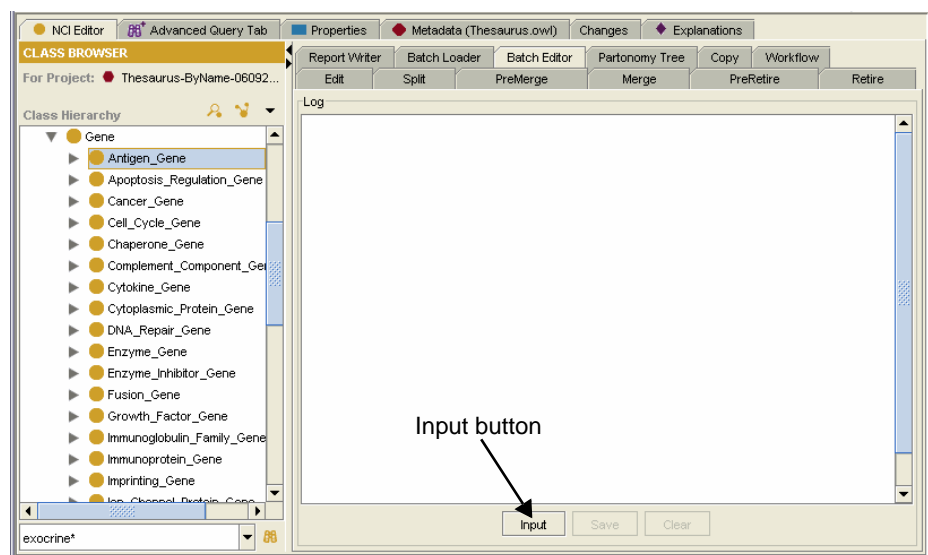 NCI Editor Advanced Query Tab Properties Metadata (Thesaurus.owl) Changes Explanations
CLASS BROWSER
For Project: Thesaurus-ByName-06092...
Class Hierarchy
Gene
Antigen_Gene
Apoptosis_Regulation_Gene
Cancer_Gene
Cell_Cycle_Gene
Chaperone_Gene
Complement_Component_Ge
Cytokine_Gene
Cytoplasmic_Protein_Gene
DNA_Repair_Gene
Enzyme_Gene
Enzyme_Inhibitor_Gene
Fusion_Gene
Growth_Factor_Gene
Immunoglobulin_Family_Gene
Immunoprotein_Gene
Imprinting_Gene
Ion_Channel_Protein_Gene
exocrine*
Report Writer Batch Loader Batch Editor Partonomy Tree Copy Workflow
Edit Split PreMerge Merge PreRetire Retire
Log
Input button
Input Save Clear